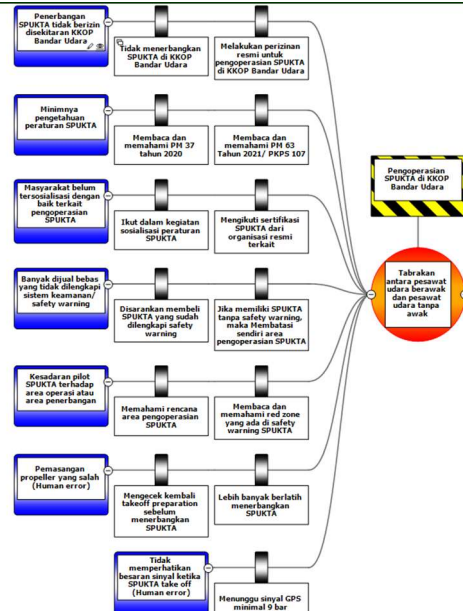 Penerbangan
SPUKTA tidak berizin
disekitaran KKOP
Bandar Udara
Tidak menerbangkan
SPUKTA di KKOP
Bandar Udara
Melakukan perizinan
resmi untuk
pengoperasian SPUKTA
di KKOP Bandar Udara
Minimnya
pengetahuan
peraturan SPUKTA
Membaca dan
memahami PM 37
tahun 2020
Membaca dan
memahami PM 63
Tahun 2021/ PKPS 107
Masyarakat belum
tersosialisasi dengan
baik terkait
pengoperasian
SPUKTA
Ikut dalam kegiatan
sosialisasi peraturan
SPUKTA
Mengikuti sertifikasi
SPUKTA dari
organisasi resmi
terkait
Banyak dijual bebas
yang tidak dilengkapi
sistem keamanan/
safety warning
Disarankan membeli
SPUKTA yang sudah
dilengkapi safety
warning
Jika memiliki SPUKTA
tanpa safety warning,
maka Membatasi
sendiri area
pengoperasian SPUKTA
Kesadaran pilot
SPUKTA terhadap
area operasi atau
area penerbangan
Memahami rencana
area pengoperasian
SPUKTA
Membaca dan
memahami red zone
yang ada di safety
warning SPUKTA
Pemasangan
propeller yang salah
(Human error)
Mengecek kembali
takeoff preparation
sebelum
menerbangkan
SPUKTA
Lebih banyak berlatih
menerbangkan
SPUKTA
Tidak
memperhatikan
besaran sinyal ketika
SPUKTA take off
(Human error)
Menunggu sinyal GPS
minimal 9 bar
Pengoperasian
SPUKTA di KKOP
Bandar Udara
Tabrakan
antara pesawat
udara berawak
dan pesawat
udara tanpa
awak